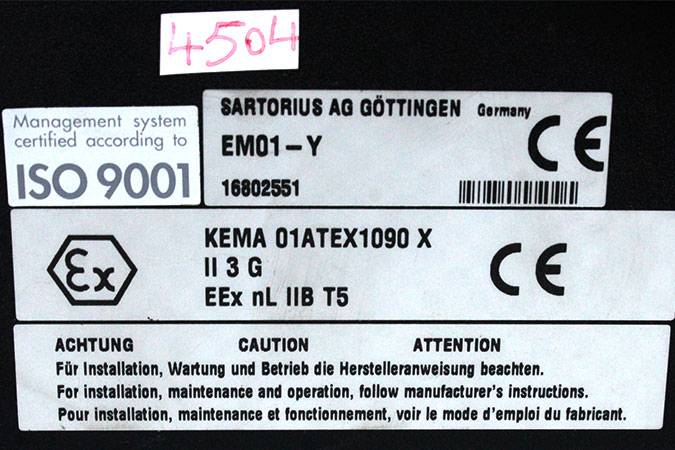 4504
Management system
certified according to
ISO 9001
SARTORIUS AG GÖTTINGEN Germany
EM01-Y
16802551
CE
Ex
KEMA 01ATEX1090 X
II 3 G
EEx nL IIB T5
CE
ACHTUNG CAUTION ATTENTION
Für Installation, Wartung und Betrieb die Herstelleranweisung beachten.
For installation, maintenance and operation, follow manufacturer's instructions.
Pour installation, maintenance et fonctionnement, voir le mode d'emploi du fabricant.